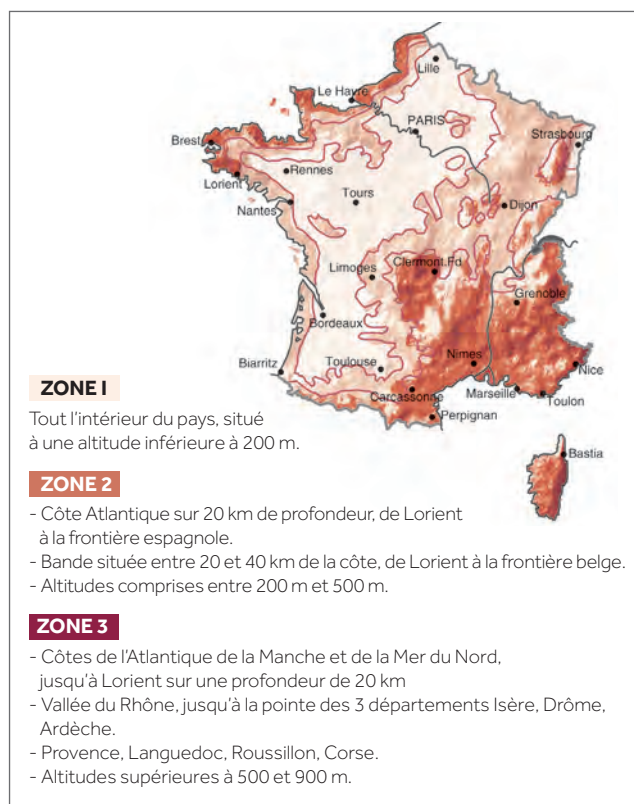 Lille
Le Havre
PARIS
Strasbourg
Brest
Rennes
Lorient
Tours
Dijon
Nantes
Clermont.Fd
Limoges
Grenoble
Bordeaux
Biarritz
Toulouse
Nimes
Nice
Carcassonne
Marseille
Toulon
Perpignan
Bastia
ZONE I
Tout l'intérieur du pays, situé
à une altitude inférieure à 200 m.
ZONE 2
- Côte Atlantique sur 20 km de profondeur, de Lorient
à la frontière espagnole.
- Bande située entre 20 et 40 km de la côte, de Lorient à la frontière belge.
- Altitudes comprises entre 200 m et 500 m.
ZONE 3
- Côtes de l'Atlantique de la Manche et de la Mer du Nord,
jusqu'à Lorient sur une profondeur de 20 km
- Vallée du Rhône, jusqu'à la pointe des 3 départements Isère, Drôme,
Ardèche.
- Provence, Languedoc, Roussillon, Corse.
- Altitudes supérieures à 500 et 900 m.